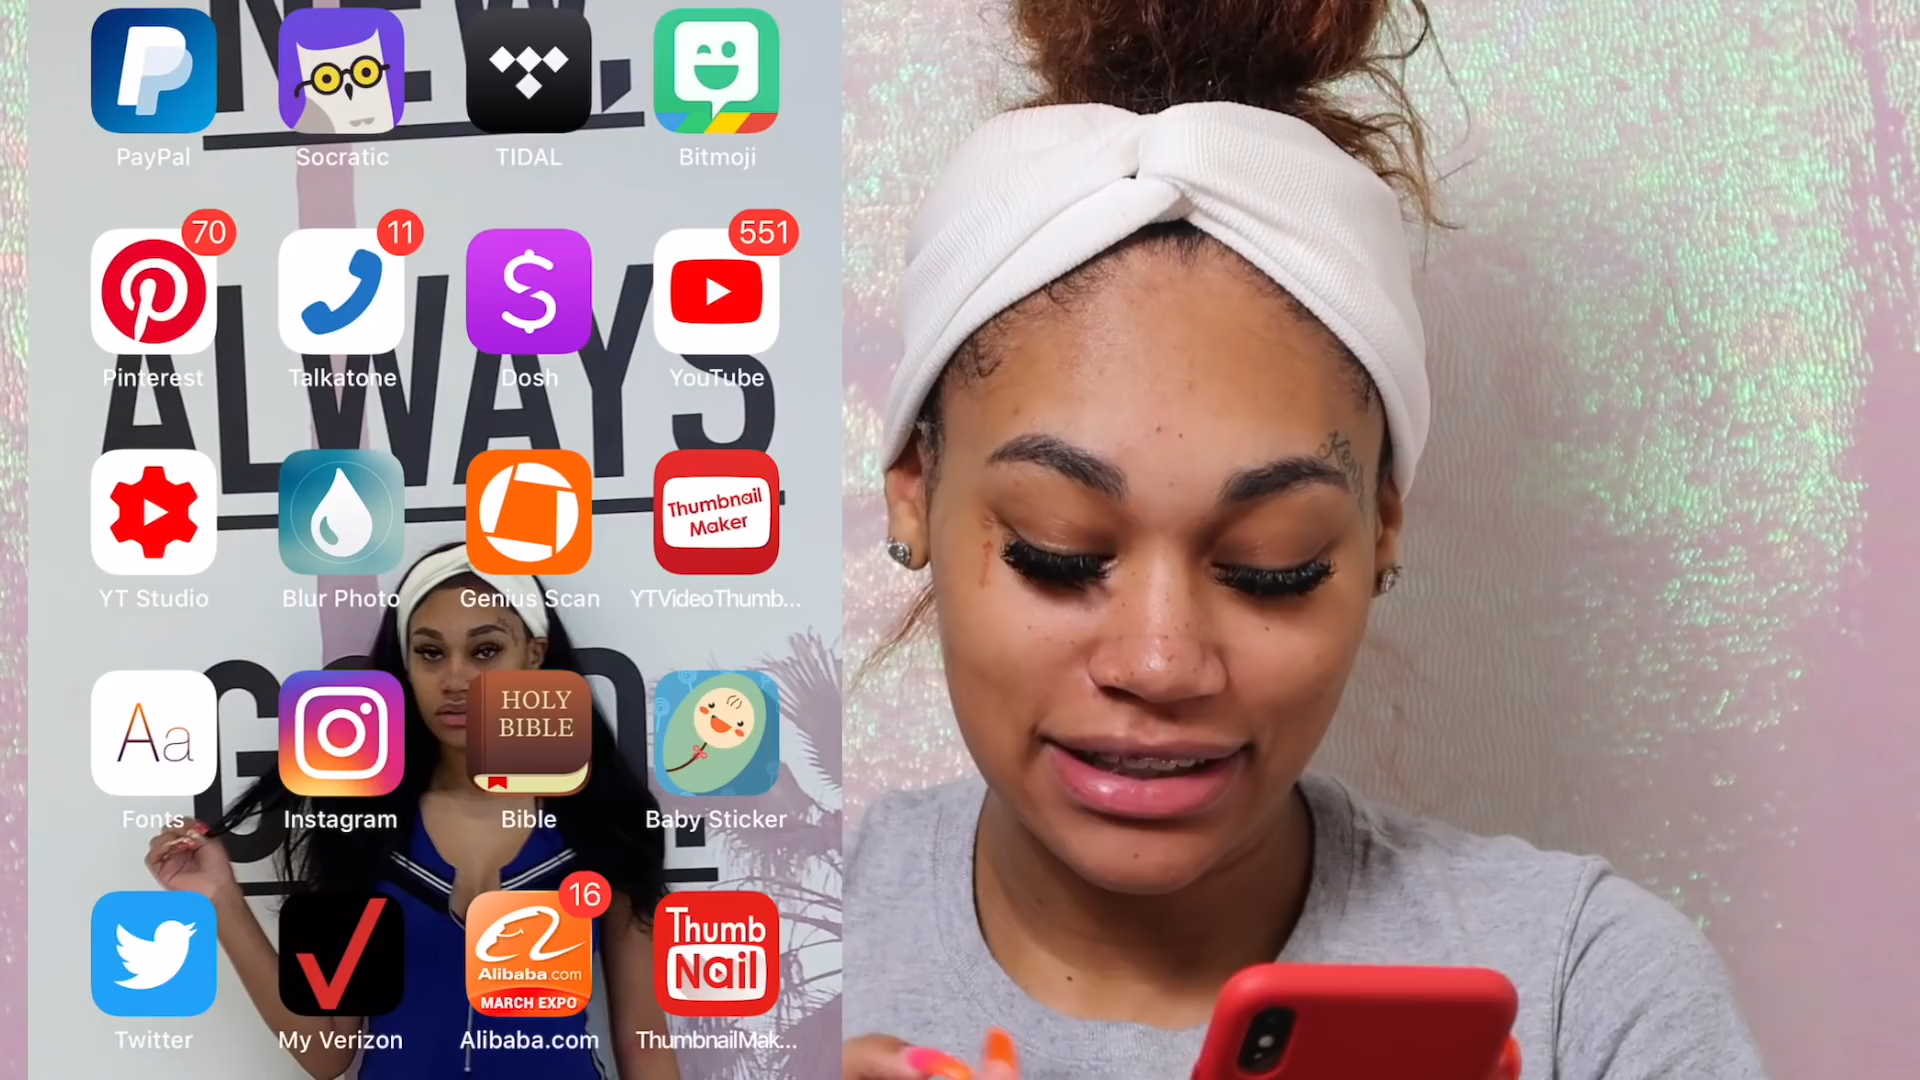 NEW,
PayPal
Socratic
TIDAL
Bitmoji
70
11
551
Pinterest
Talkatone
Dosh
YouTube
ALWAYS
Thumbnail
Maker
YT Studio
Blur Photo
Genius Scan
YTVideoThumb...
Aa
HOLY
BIBLE
Fonts
Instagram
Bible
Baby Sticker
16
Alibaba.com
MARCH EXPO
Thumb
Nail
Twitter
My Verizon
Alibaba.com
ThumbnailMak...